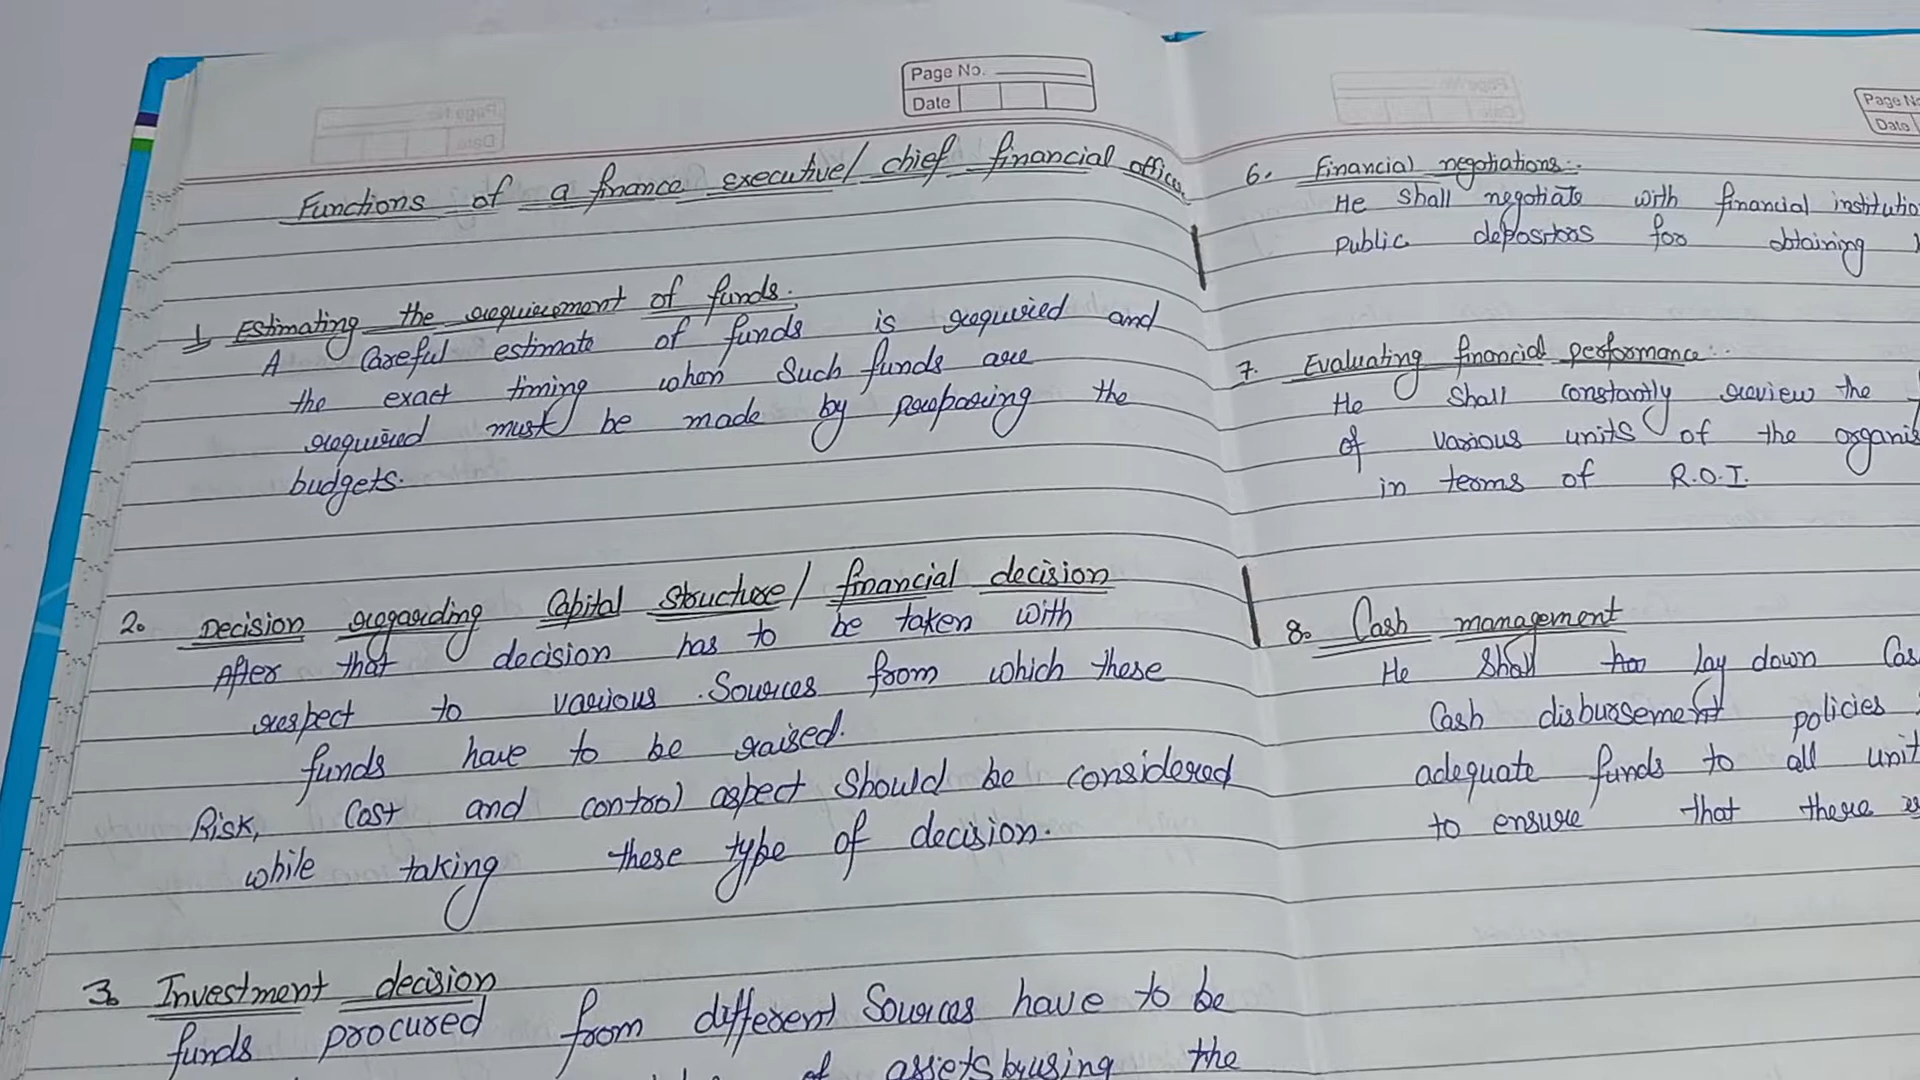 Page No.
Date
Functions of a finance executive/ chief financial officer
1 Estimating the requirement of funds.
A Careful estimate of funds is required and
the exact timing when Such funds are
required must be made by preparing the
budgets.
2. Decision regarding Capital Structure/ financial decision
After that decision has to be taken with
respect to various Sources from which these
funds have to be raised.
Risk, Cost and control aspect Should be considered
while taking these type of decision.
3. Investment decision
funds procured from different Sources have to be
of assets by using the
Page No
Date
6. Financial negotiations:-
He Shall negotiate with financial institutio
Public depositors for obtaining
7. Evaluating financial performance:-
He Shall constantly review the
of various units of the organis
in terms of R.O.I.
8. Cash management
He Shall lay down Cas
Cash disbursement policies
adequate funds to all unit
to ensure that there